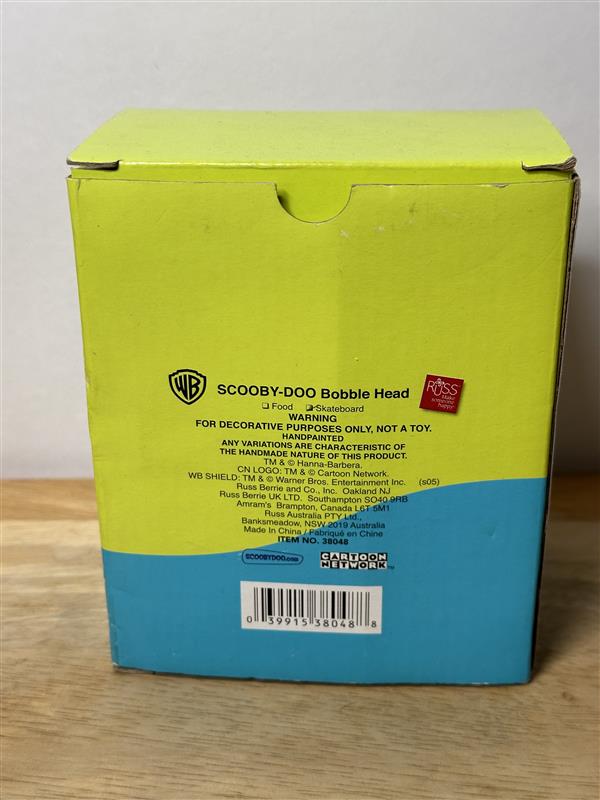 WB
SCOOBY-DOO Bobble Head
RUSS
Make
someone
happy
❑ Food ❑ Skateboard
WARNING
FOR DECORATIVE PURPOSES ONLY, NOT A TOY.
HANDPAINTED
ANY VARIATIONS ARE CHARACTERISTIC OF
THE HANDMADE NATURE OF THIS PRODUCT.
TM & © Hanna-Barbera.
CN LOGO: TM & © Cartoon Network.
WB SHIELD: TM & © Warner Bros. Entertainment Inc. (s05)
Russ Berrie and Co., Inc. Oakland NJ
Russ Berrie UK LTD. Southampton SO40 9RB
Amram's Brampton, Canada L6T 5M1
Russ Australia PTY Ltd.,
Banksmeadow, NSW 2019 Australia
Made In China / Fabriqué en Chine
ITEM NO. 38048
SCOOBYDOO.com
CARTOON
NETWORK TM
0 39915 38048 8